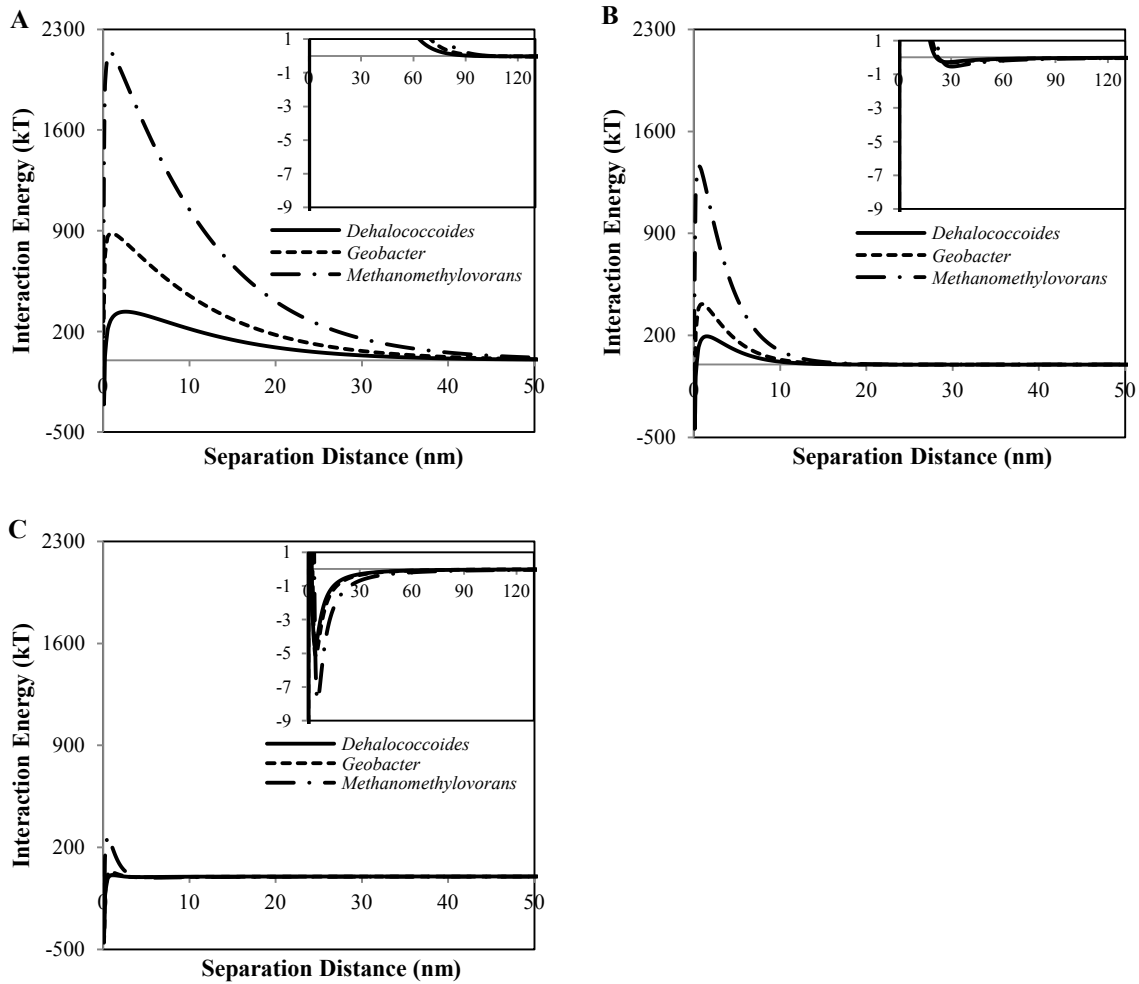 A
2300
1600
900
200
-500
Interaction Energy (kT)
0 10 20 30 40 50
Separation Distance (nm)
1
-1
-3
-5
-7
-9
0 30 60 90 120
Dehalococcoides
Geobacter
Methanomethylovorans
B
2300
1600
900
200
-500
Interaction Energy (kT)
0 10 20 30 40 50
Separation Distance (nm)
1
-1
-3
-5
-7
-9
0 30 60 90 120
Dehalococcoides
Geobacter
Methanomethylovorans
C
2300
1600
900
200
-500
Interaction Energy (kT)
0 10 20 30 40 50
Separation Distance (nm)
1
-1
-3
-5
-7
-9
0 30 60 90 120
Dehalococcoides
Geobacter
Methanomethylovorans